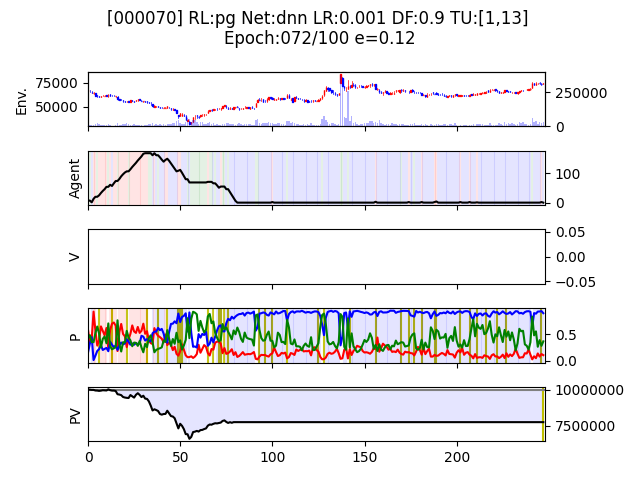 [000070] RL:pg Net:dnn LR:0.001 DF:0.9 TU:[1,13]
Epoch:072/100 e=0.12
Env.
75000
50000
250000
0
Agent
100
0
V
0.05
0.00
−0.05
P
0.5
0.0
PV
10000000
7500000
0
50
100
150
200